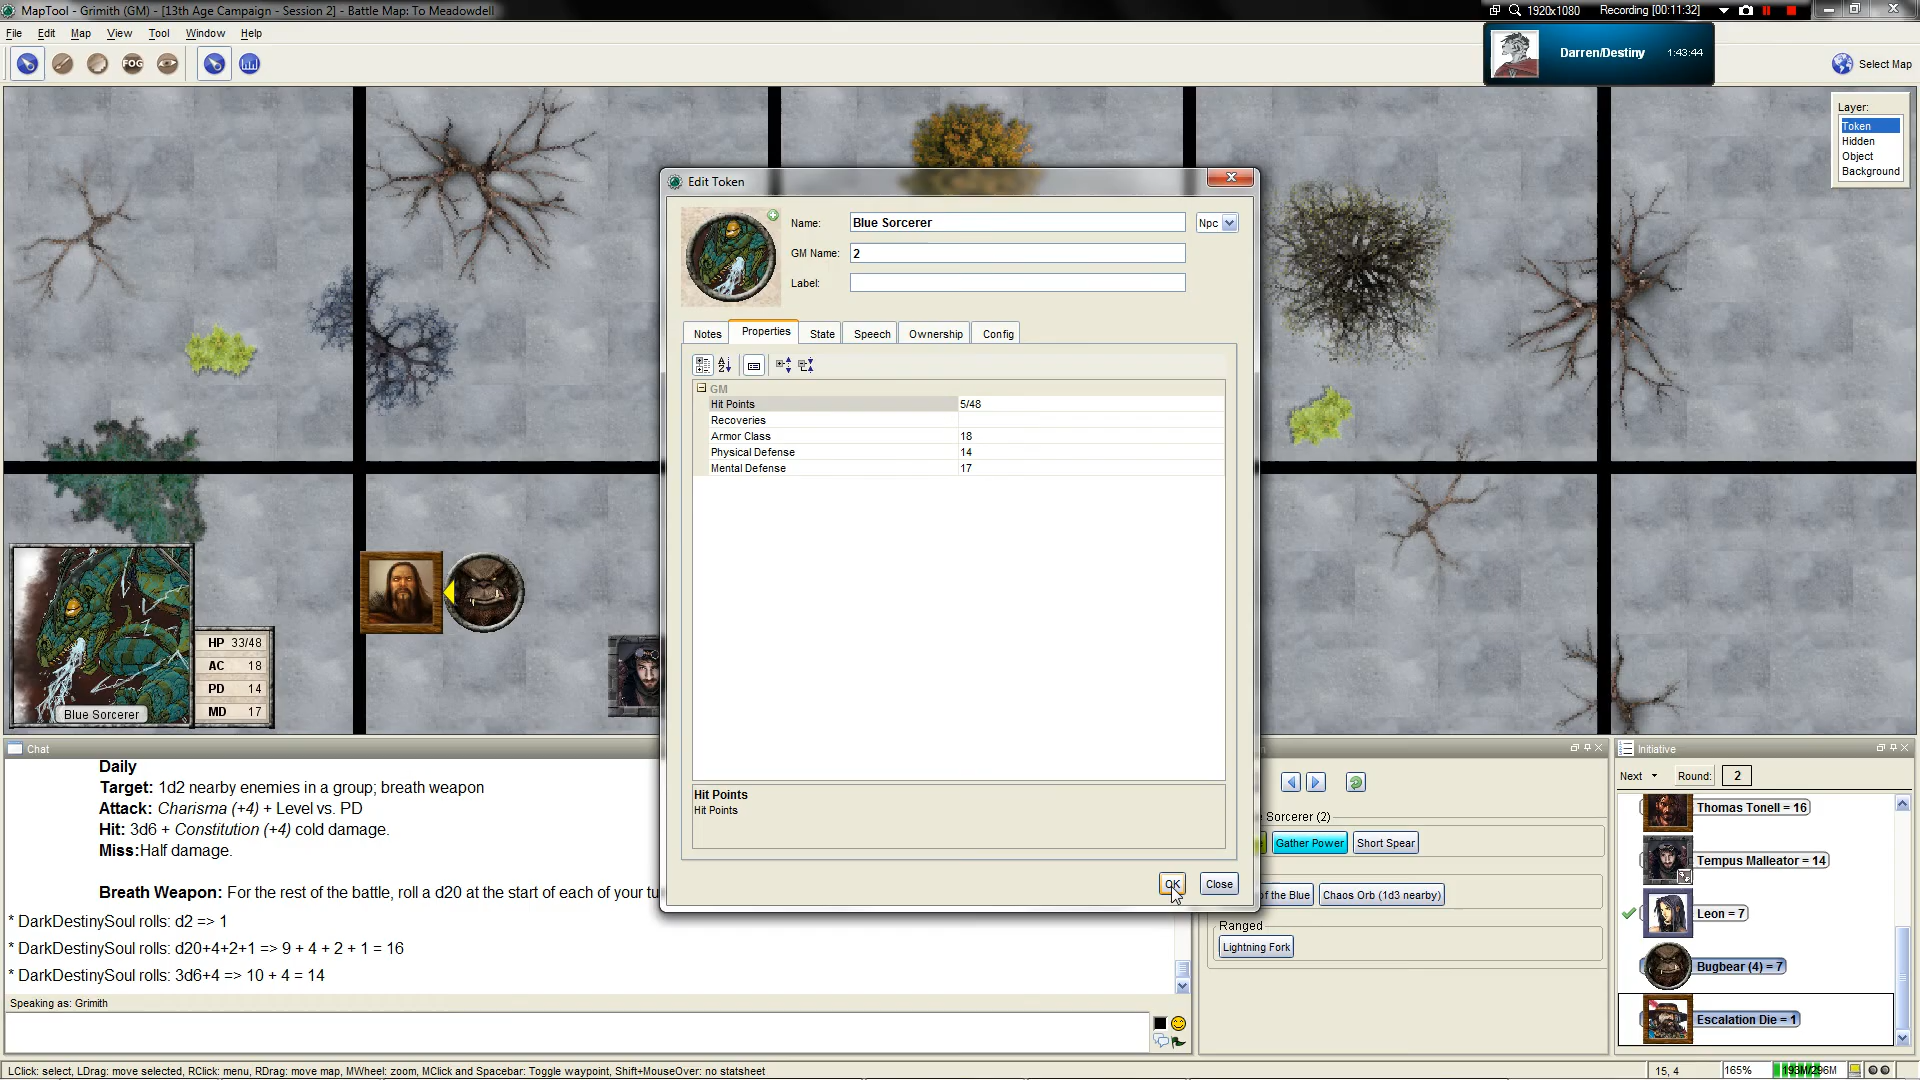 MapTool - Grimith (GM) - [13th Age Campaign - Session 2] - Battle Map: To Meadowdell
1920x1080
Recording [00:11:32]
File Edit Map View Tool Window Help
FOG
Darren/Destiny 1:43:44
Select Map
Layer:
Token
Hidden
Object
Background
Edit Token
Name: Blue Sorcerer
Npc
GM Name: 2
Label:
Notes Properties State Speech Ownership Config
GM
Hit Points 5/48
Recoveries
Armor Class 18
Physical Defense 14
Mental Defense 17
Hit Points
Hit Points
OK Close
HP 33/48
AC 18
PD 14
MD 17
Blue Sorcerer
Chat
Daily
Target: 1d2 nearby enemies in a group; breath weapon
Attack: Charisma (+4) + Level vs. PD
Hit: 3d6 + Constitution (+4) cold damage.
Miss:Half damage.
Breath Weapon: For the rest of the battle, roll a d20 at the start of each of your tu
* DarkDestinySoul rolls: d2 => 1
* DarkDestinySoul rolls: d20+4+2+1 => 9 + 4 + 2 + 1 = 16
* DarkDestinySoul rolls: 3d6+4 => 10 + 4 = 14
Speaking as: Grimith
Sorcerer (2)
Gather Power
Short Spear
of the Blue
Chaos Orb (1d3 nearby)
Ranged
Lightning Fork
Initiative
Next Round: 2
Thomas Tonell = 16
Tempus Malleator = 14
Leon = 7
Bugbear (4) = 7
Escalation Die = 1
LClick: select, LDrag: move selected, RClick: menu, RDrag: move map, MWheel: zoom, MClick and Spacebar: Toggle waypoint, Shift+MouseOver: no statsheet
15, 4
165%
193M/296M